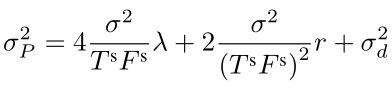 σ_P^2 = 4 \frac{σ^2}{T^s F^s} λ + 2 \frac{σ^2}{(T^s F^s)^2} r + σ_d^2